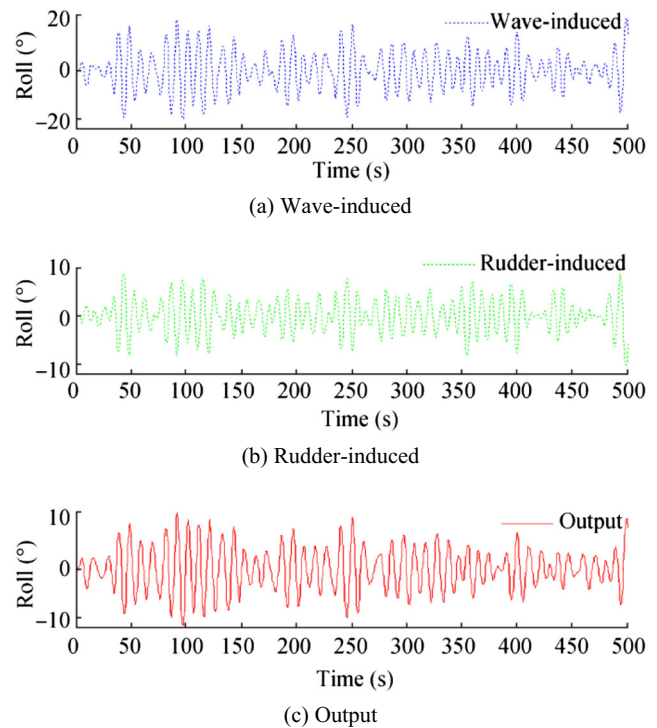 Wave-induced
Roll (°)
20
0
−20
0 50 100 150 200 250 300 350 400 450 500
Time (s)
(a) Wave-induced
Rudder-induced
Roll (°)
10
0
−10
0 50 100 150 200 250 300 350 400 450 500
Time (s)
(b) Rudder-induced
Output
Roll (°)
10
0
−10
0 50 100 150 200 250 300 350 400 450 500
Time (s)
(c) Output